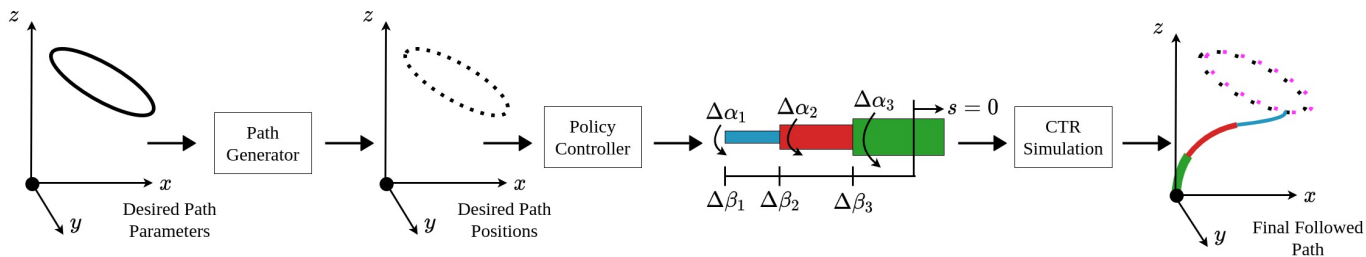 z
x
y
Desired Path
Parameters
Path
Generator
z
x
y
Desired Path
Positions
Policy
Controller
Δα₁
Δα₂
Δα₃
s = 0
Δβ₁
Δβ₂
Δβ₃
CTR
Simulation
z
x
y
Final Followed
Path